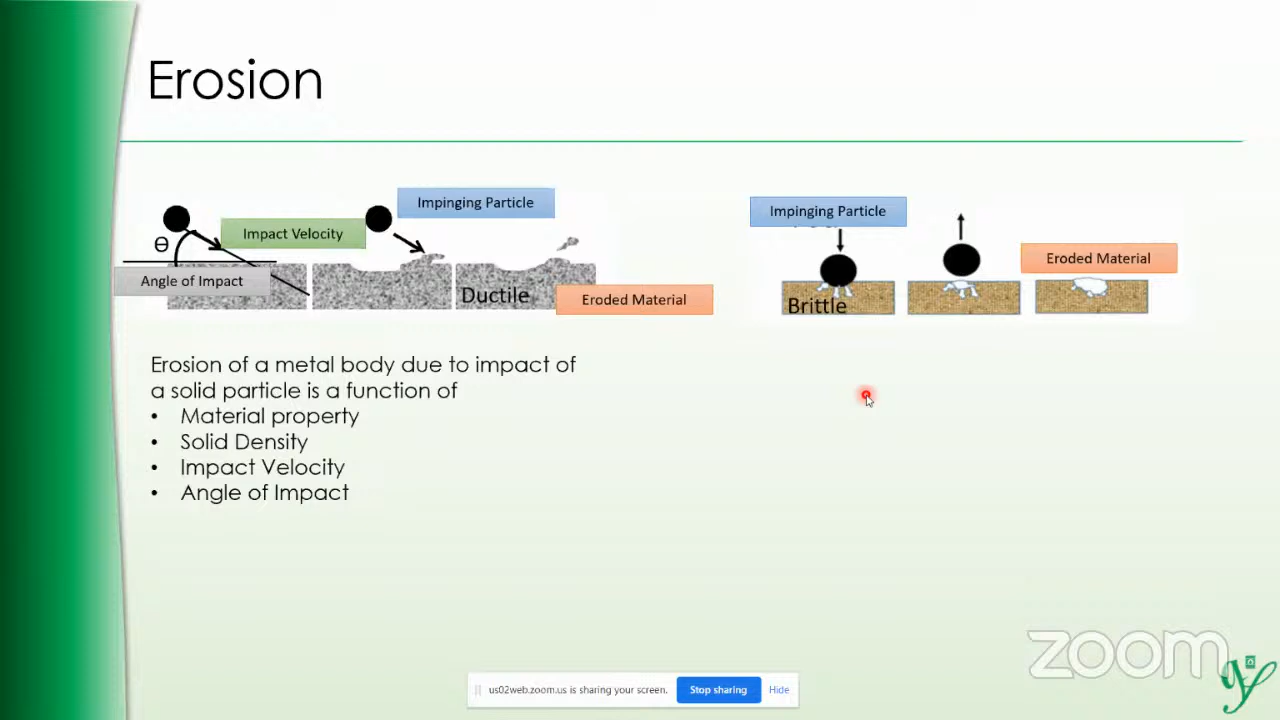 Erosion
Impinging Particle
Impact Velocity
ϴ
Angle of Impact
Ductile
Eroded Material
Impinging Particle
Eroded Material
Brittle
Erosion of a metal body due to impact of
a solid particle is a function of
• Material property
• Solid Density
• Impact Velocity
• Angle of Impact
zoom
us02web.zoom.us is sharing your screen.
Stop sharing
Hide